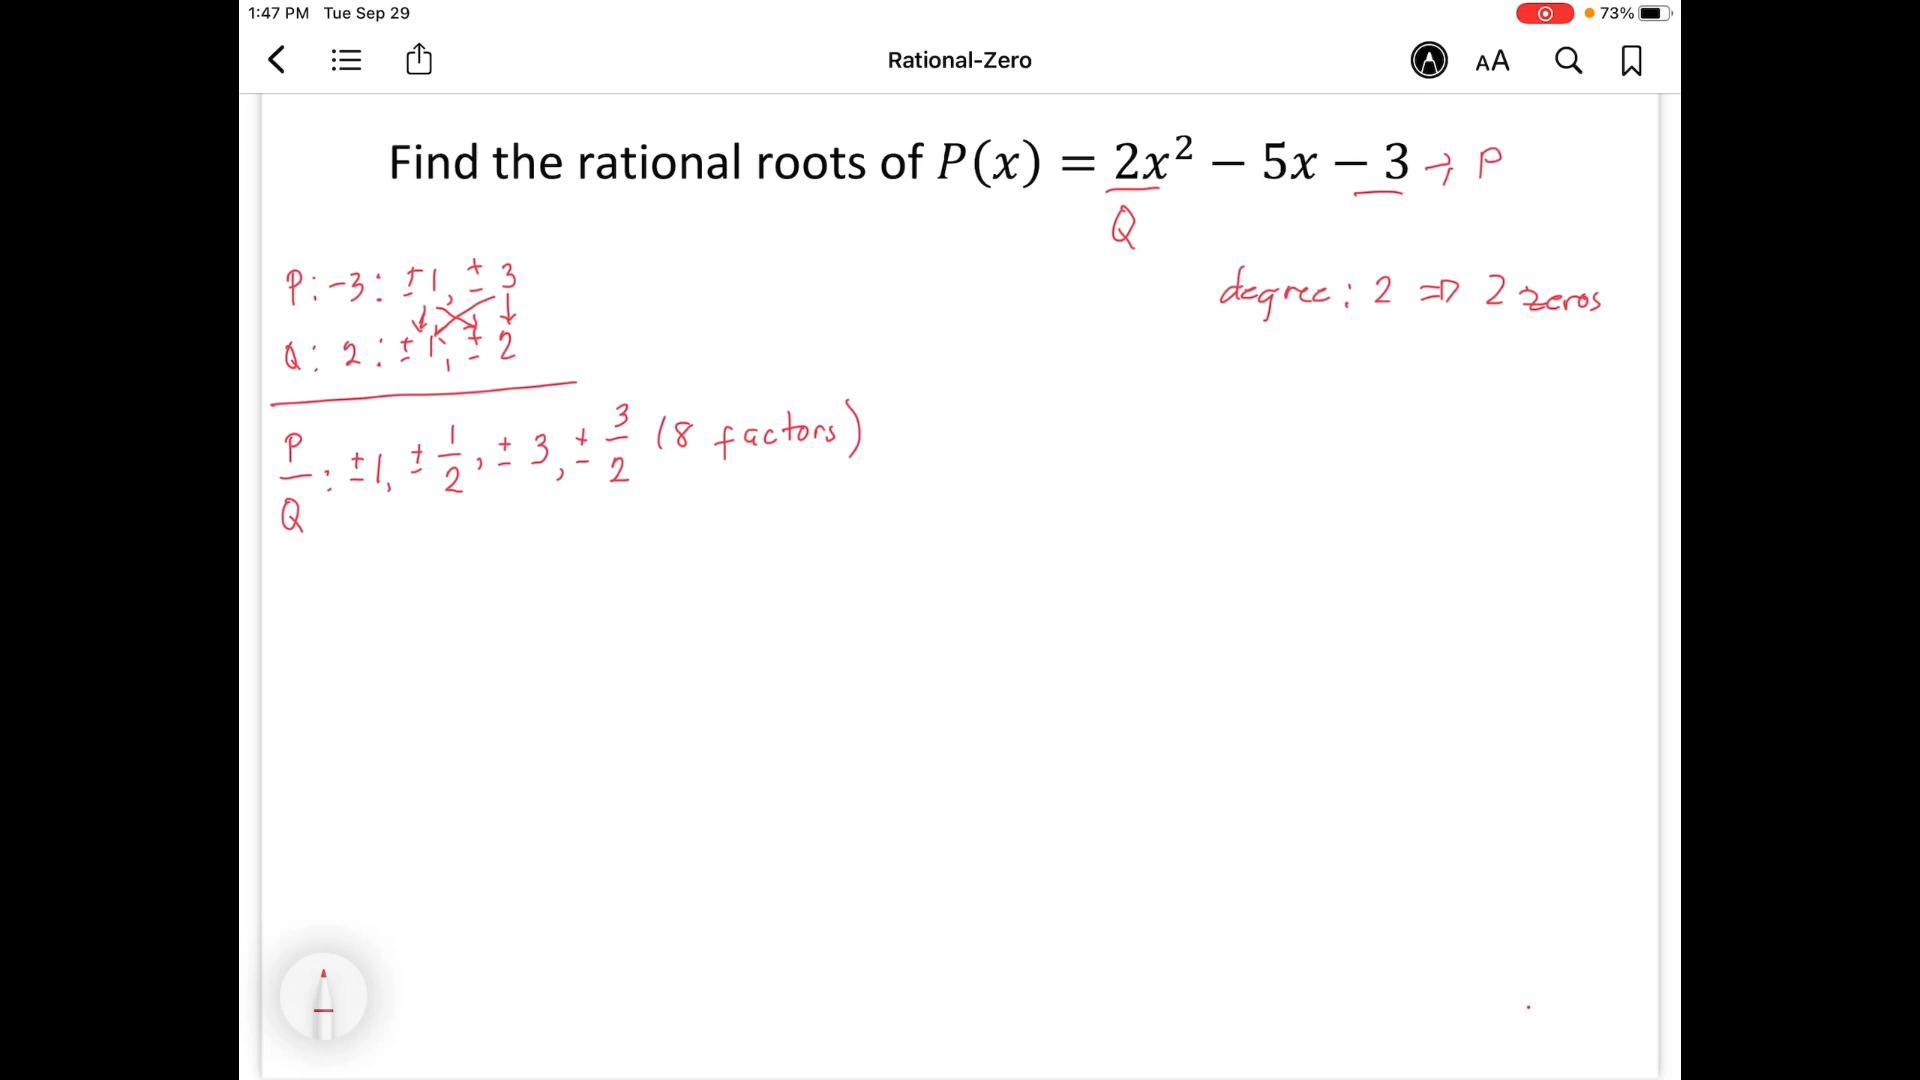 1:47 PM Tue Sep 29 73%
Rational-Zero AA
Find the rational roots of P(x) = 2x² − 5x − 3 → P
Q
P: -3: ±1, ± 3
degree: 2 ⇒ 2 zeros
Q: 2: ±1, ± 2
P/Q: ±1, ± 1/2, ± 3, ± 3/2 (8 factors)